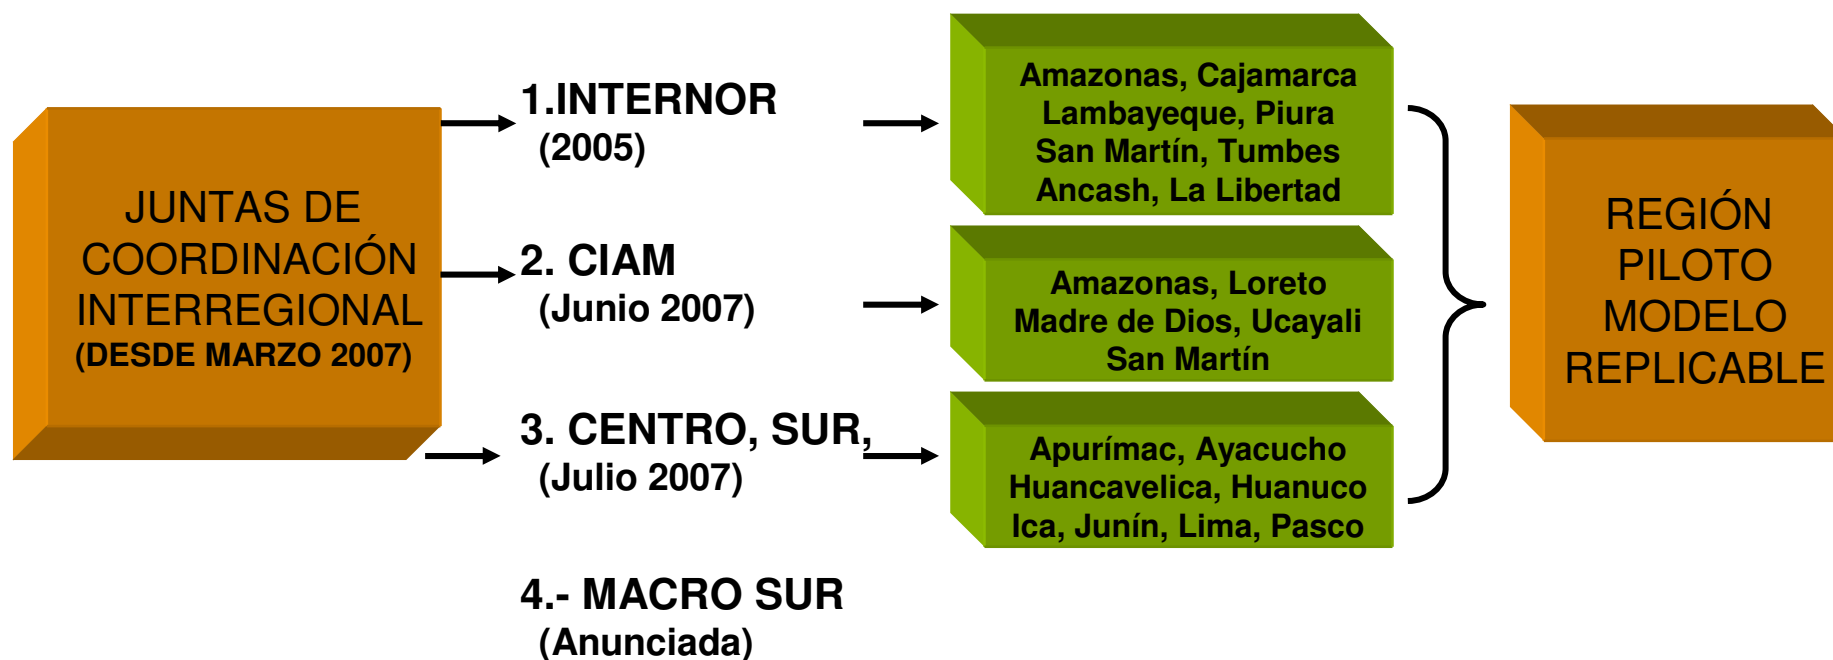 JUNTAS DE
COORDINACIÓN
INTERREGIONAL
(DESDE MARZO 2007)
1.INTERNOR
(2005)
2. CIAM
(Junio 2007)
3. CENTRO, SUR,
(Julio 2007)
4.- MACRO SUR
(Anunciada)
Amazonas, Cajamarca
Lambayeque, Piura
San Martín, Tumbes
Ancash, La Libertad
Amazonas, Loreto
Madre de Dios, Ucayali
San Martín
Apurímac, Ayacucho
Huancavelica, Huanuco
Ica, Junín, Lima, Pasco
REGIÓN
PILOTO
MODELO
REPLICABLE